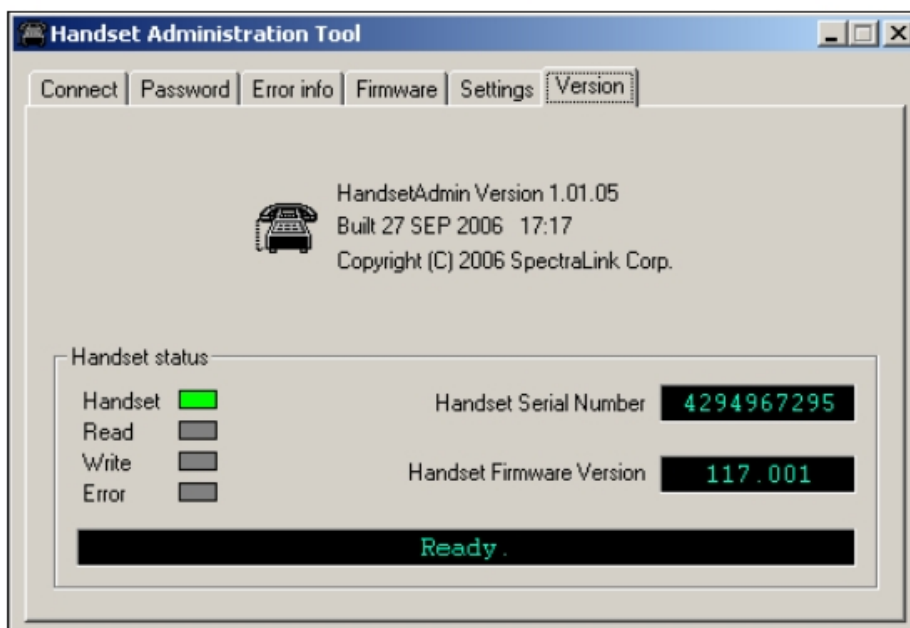 Handset Administration Tool
Connect Password Error info Firmware Settings Version
HandsetAdmin Version 1.01.05
Built 27 SEP 2006 17:17
Copyright (C) 2006 SpectraLink Corp.
Handset status
Handset
Read
Write
Error
Handset Serial Number 4294967295
Handset Firmware Version 117.001
Ready.